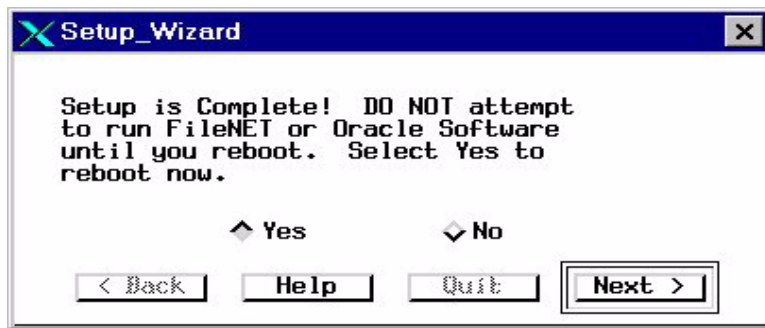 Setup_Wizard
Setup is Complete! DO NOT attempt
to run FileNET or Oracle Software
until you reboot. Select Yes to
reboot now.
Yes No
< Back Help Quit Next >